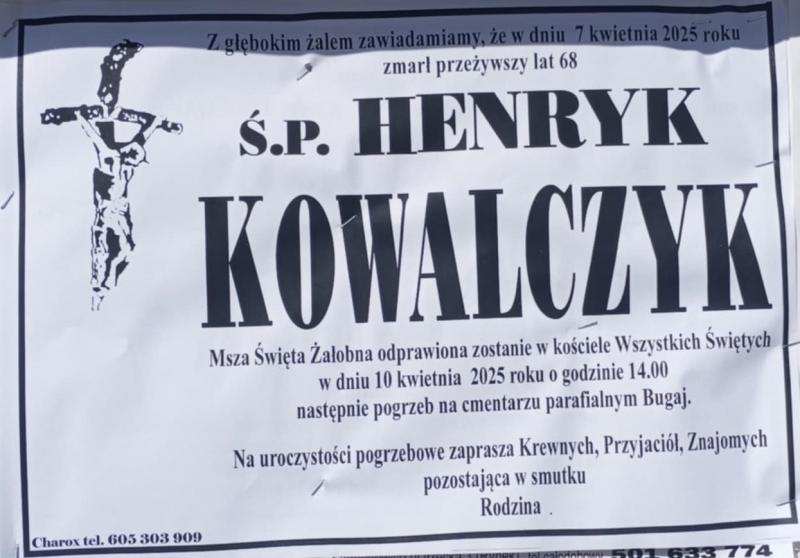 Z głębokim żalem zawiadamiamy, że w dniu 7 kwietnia 2025 roku
zmarł przeżywszy lat 68
Ś.P. HENRYK
KOWALCZYK
Msza Święta Żałobna odprawiona zostanie w kościele Wszystkich Świętych
w dniu 10 kwietnia 2025 roku o godzinie 14.00
następnie pogrzeb na cmentarzu parafialnym Bugaj.
Na uroczystości pogrzebowe zaprasza Krewnych, Przyjaciół, Znajomych
pozostająca w smutku
Rodzina .
Charox tel. 605 303 909
tel.całodobowy 501 633 774